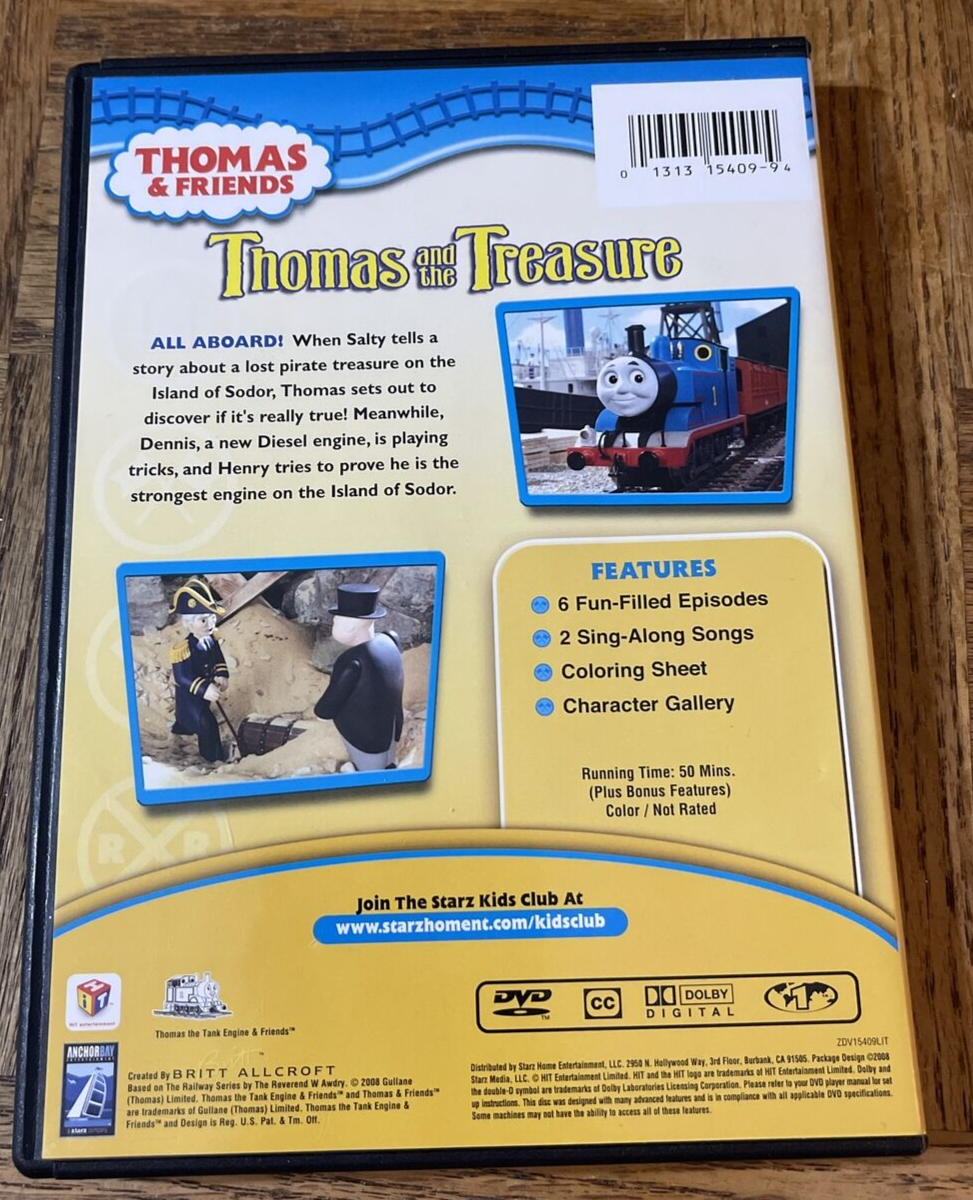 THOMAS
& FRIENDS
0 1313 15409-9 4
Thomas and the Treasure
ALL ABOARD! When Salty tells a
story about a lost pirate treasure on the
Island of Sodor, Thomas sets out to
discover if it's really true! Meanwhile,
Dennis, a new Diesel engine, is playing
tricks, and Henry tries to prove he is the
strongest engine on the Island of Sodor.
1
FEATURES
6 Fun-Filled Episodes
2 Sing-Along Songs
Coloring Sheet
Character Gallery
Running Time: 50 Mins.
(Plus Bonus Features)
Color / Not Rated
R R
Join The Starz Kids Club At
www.starzhoment.com/kidsclub
HiT
HiT entertainment
Thomas the Tank Engine & Friends™
DVD™
CC
DOLBY
DIGITAL
1
ZDV15409LIT
ANCHOR BAY
ENTERTAINMENT
a starz company
Britt ™
Created By BRITT ALLCROFT
Based on The Railway Series by The Reverend W Awdry. © 2008 Gullane
(Thomas) Limited. Thomas the Tank Engine & Friends™ and Thomas & Friends™
are trademarks of Gullane (Thomas) Limited. Thomas the Tank Engine &
Friends™ and Design is Reg. U.S. Pat. & Tm. Off.
Distributed by Starz Home Entertainment, LLC. 2950 N. Hollywood Way, 3rd Floor, Burbank, CA 91505. Package Design ©2008
Starz Media, LLC. © HIT Entertainment Limited. HIT and the HIT logo are trademarks of HIT Entertainment Limited. Dolby and
the double-D symbol are trademarks of Dolby Laboratories Licensing Corporation. Please refer to your DVD player manual for set
up instructions. This disc was designed with many advanced features and is in compliance with all applicable DVD specifications.
Some machines may not have the ability to access all of these features.